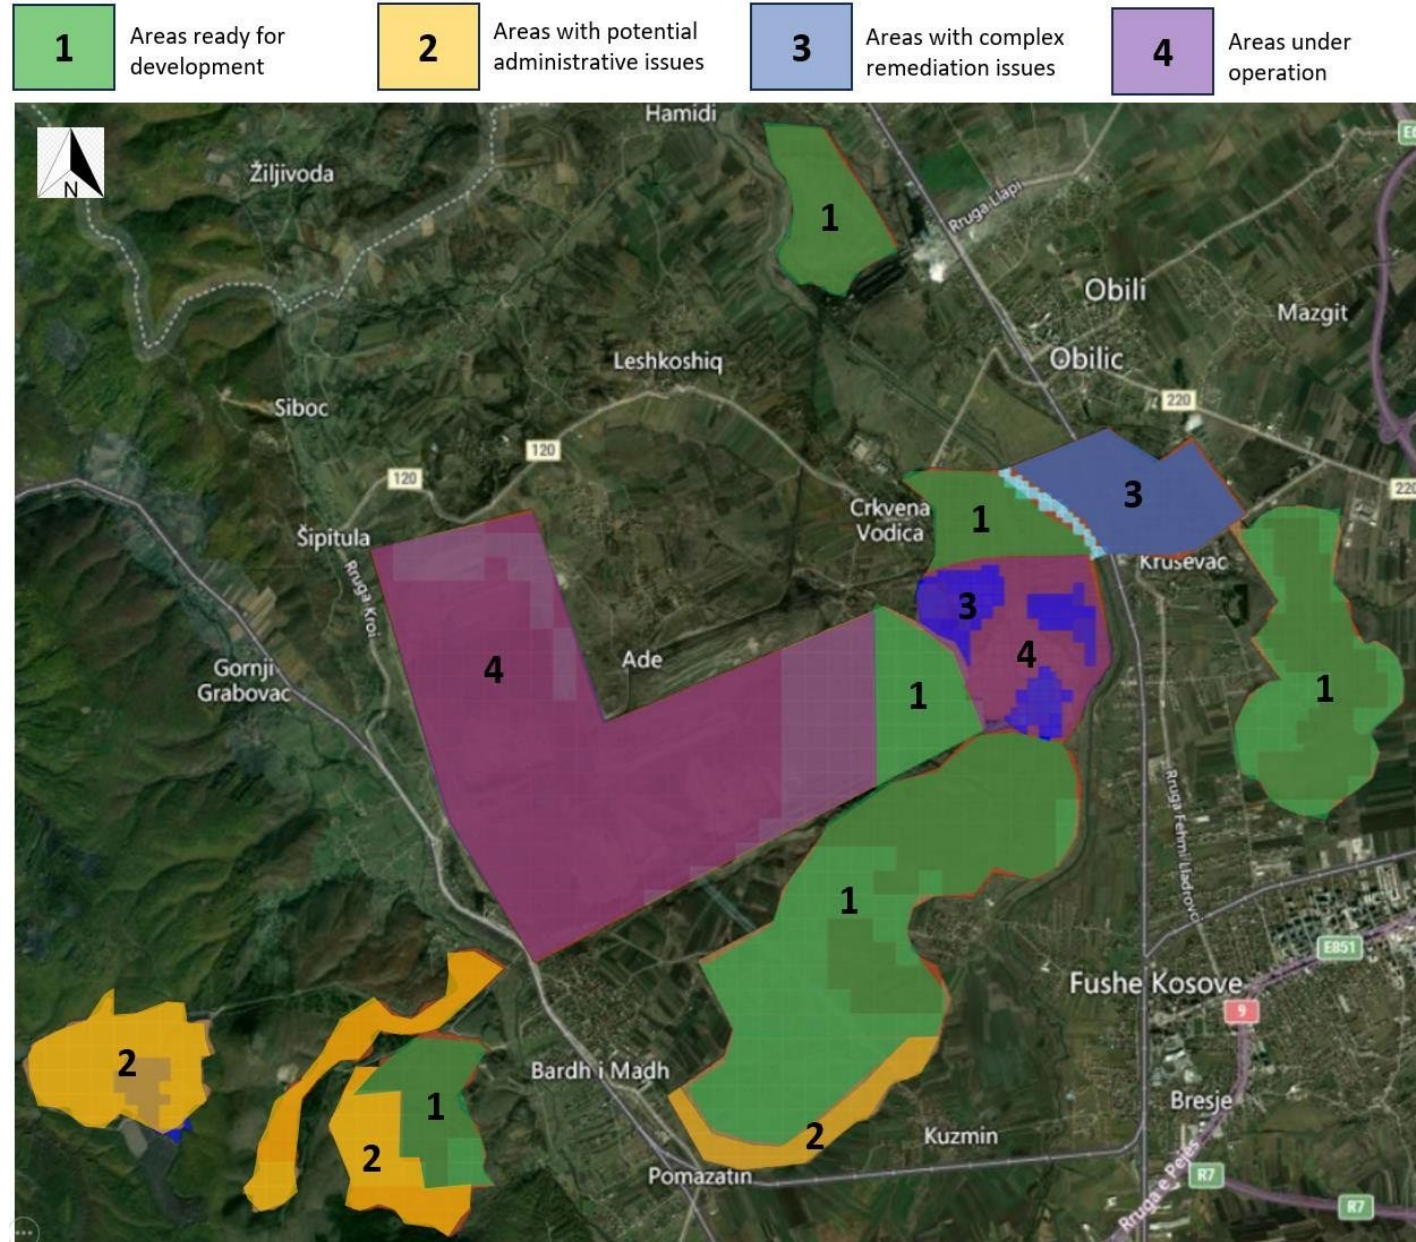 1 Areas ready for
development
2 Areas with potential
administrative issues
3 Areas with complex
remediation issues
4 Areas under
operation
Hamidi
N
Žiljivoda
Rruga Llapi
1
Obili
Mazgit
Leshkoshiq
Obilic
Siboc
220
120
120
3
220
Crkvena
Vodica
1
Šipitula
Kruševac
Rruga Kroi
3
4
Ade
4
Gornji
Grabovac
1
1
Rruga Fehmi Lladrovci
1
E851
Fushe Kosove
9
2
Bardh i Madh
1
Bresje
2
2
Kuzmin
Pomazatin
R7
Rruga e Pejës
R7